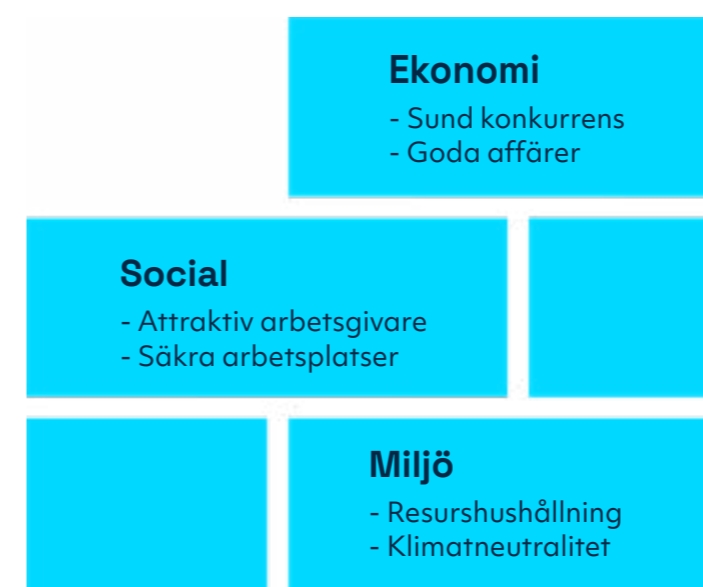 Ekonomi
- Sund konkurrens
- Goda affärer
Social
- Attraktiv arbetsgivare
- Säkra arbetsplatser
Miljö
- Resurshushållning
- Klimatneutralitet